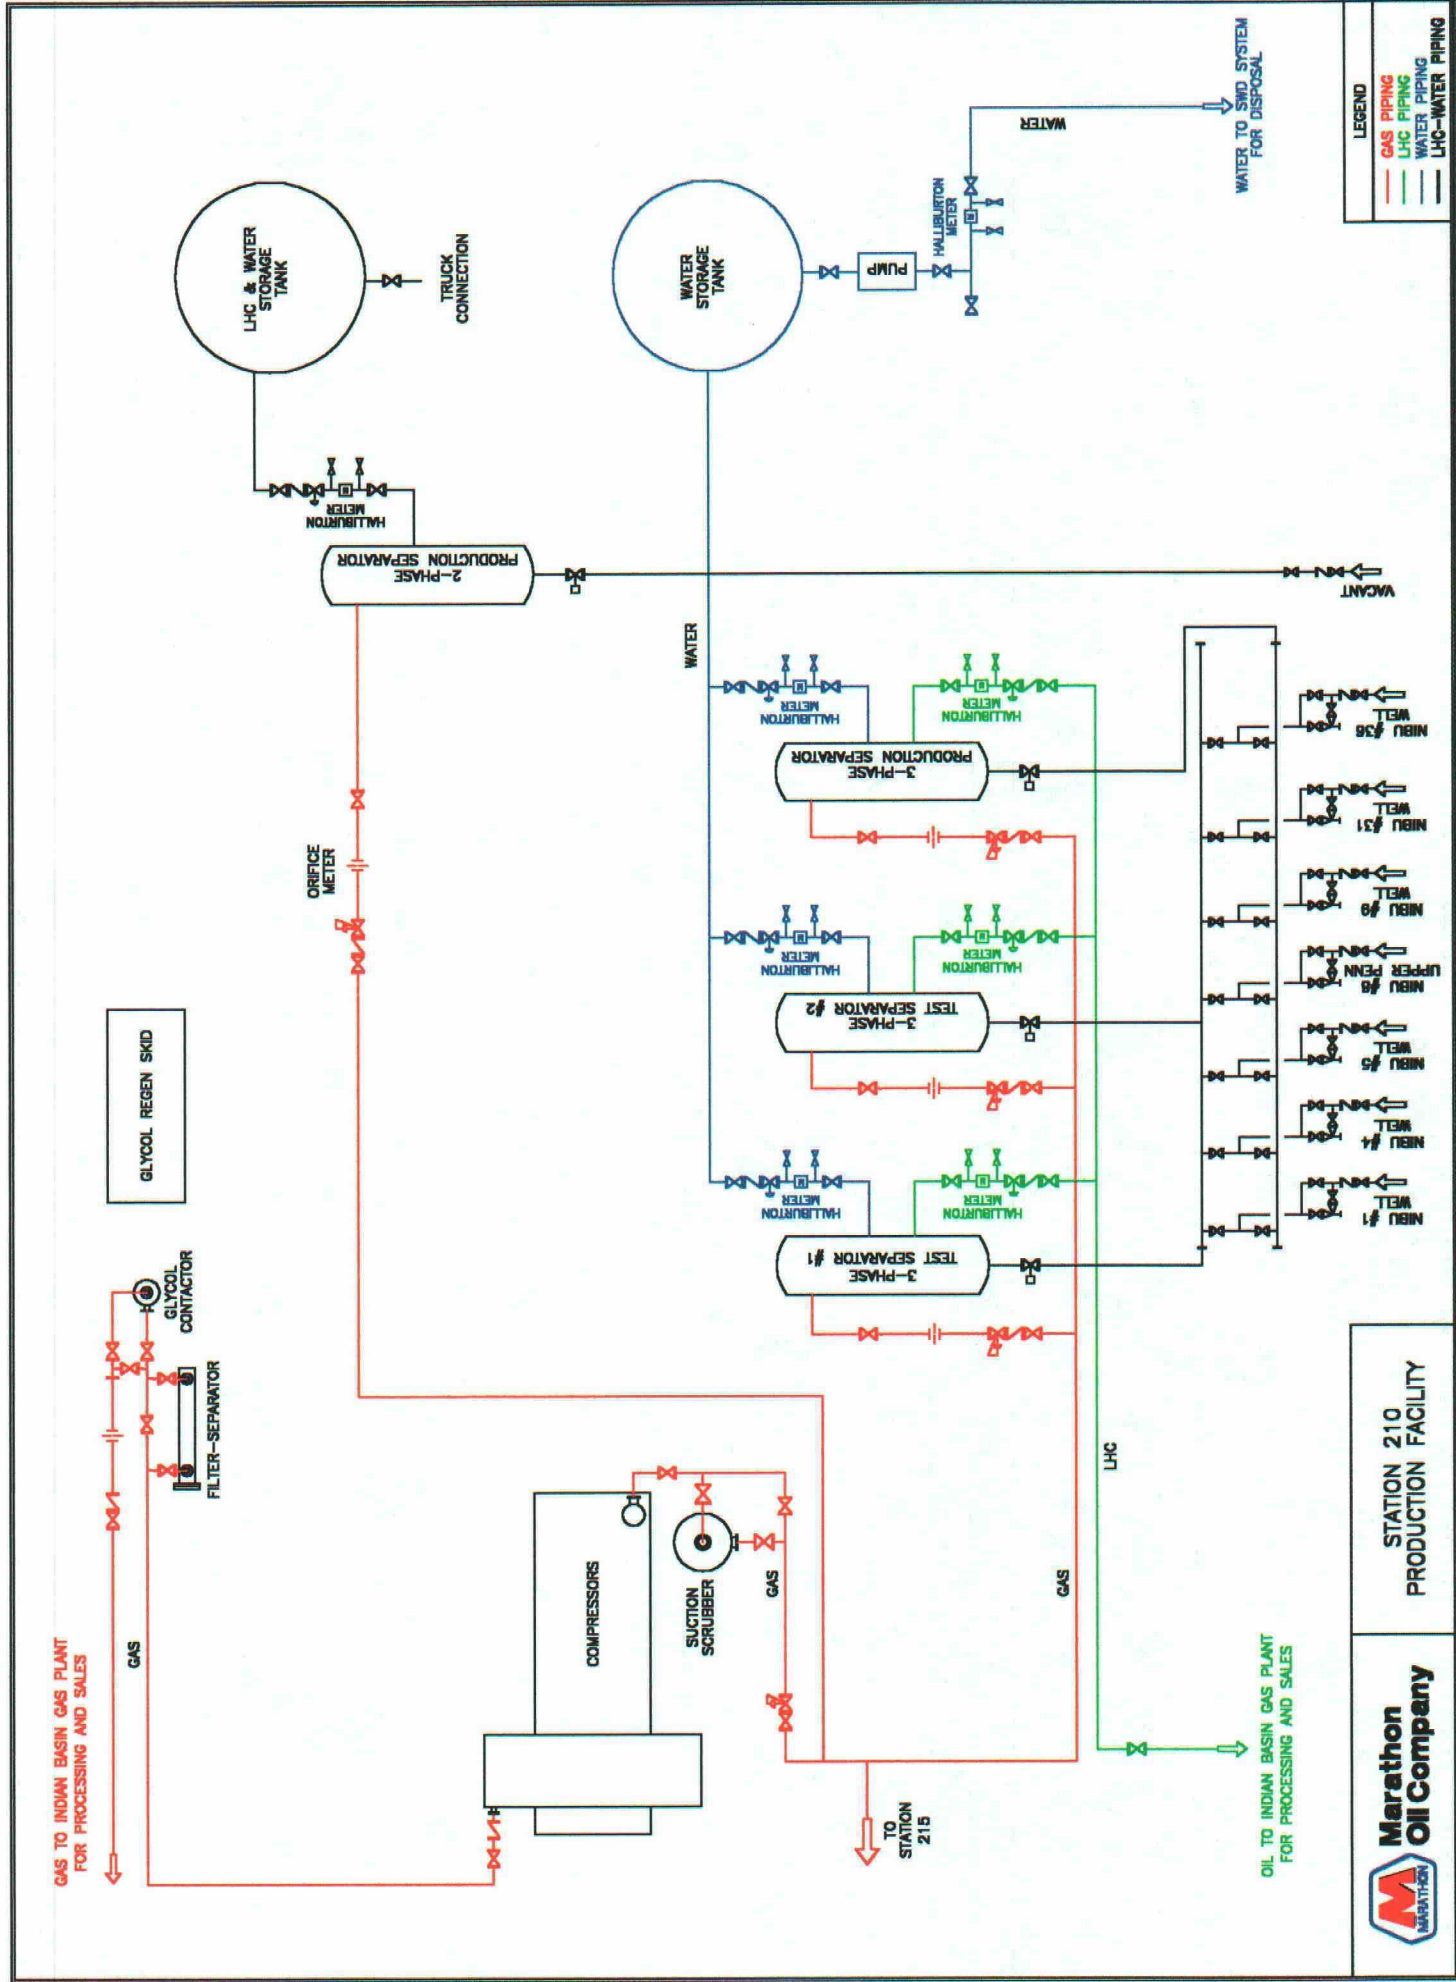 GAS TO INDIAN BASIN GAS PLANT
FOR PROCESSING AND SALES
GAS
FILTER-SEPARATOR
GLYCOL
CONTACTOR
GLYCOL REGEN SKID
COMPRESSORS
SUCTION
SCRUBBER
GAS
TO
STATION
215
GAS
LHC
OIL TO INDIAN BASIN GAS PLANT
FOR PROCESSING AND SALES
ORIFICE
METER
2-PHASE
PRODUCTION SEPARATOR
HALLIBURTON
METER
M
LHC & WATER
STORAGE
TANK
TRUCK
CONNECTION
WATER
WATER
STORAGE
TANK
PUMP
HALLIBURTON
METER
M
WATER
WATER TO SWD SYSTEM
FOR DISPOSAL
3-PHASE
TEST SEPARATOR #1
HALLIBURTON
METER
M
HALLIBURTON
METER
M
3-PHASE
TEST SEPARATOR #2
HALLIBURTON
METER
M
HALLIBURTON
METER
M
3-PHASE
PRODUCTION SEPARATOR
HALLIBURTON
METER
M
HALLIBURTON
METER
M
NIBU #1
WELL
NIBU #4
WELL
NIBU #5
WELL
NIBU #6
UPPER PENN
NIBU #9
WELL
NIBU #31
WELL
NIBU #36
WELL
VACANT
Marathon
Oil Company
M
MARATHON
STATION 210
PRODUCTION FACILITY
LEGEND
GAS PIPING
LHC PIPING
WATER PIPING
LHC-WATER PIPING